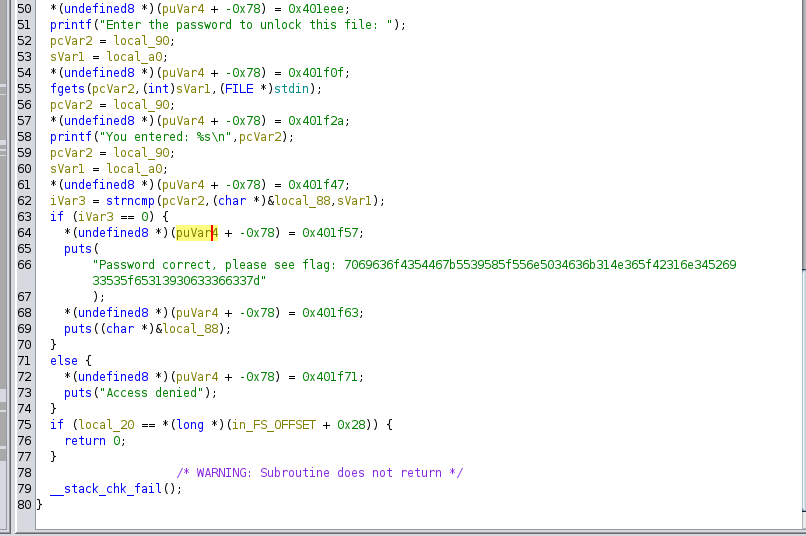 50 *(undefined8 *)(puVar4 + -0x78) = 0x401eee;
51 printf("Enter the password to unlock this file: ");
52 pcVar2 = local_90;
53 sVar1 = local_a0;
54 *(undefined8 *)(puVar4 + -0x78) = 0x401f0f;
55 fgets(pcVar2,(int)sVar1,(FILE *)stdin);
56 pcVar2 = local_90;
57 *(undefined8 *)(puVar4 + -0x78) = 0x401f2a;
58 printf("You entered: %s\n",pcVar2);
59 pcVar2 = local_90;
60 sVar1 = local_a0;
61 *(undefined8 *)(puVar4 + -0x78) = 0x401f47;
62 iVar3 = strncmp(pcVar2,(char *)&local_88,sVar1);
63 if (iVar3 == 0) {
64 *(undefined8 *)(puVar4 + -0x78) = 0x401f57;
65 puts(
66 "Password correct, please see flag: 7069636f4354467b5539585f556e5034636b314e365f42316e345269
33535f65313930633366337d"
67 );
68 *(undefined8 *)(puVar4 + -0x78) = 0x401f63;
69 puts((char *)&local_88);
70 }
71 else {
72 *(undefined8 *)(puVar4 + -0x78) = 0x401f71;
73 puts("Access denied");
74 }
75 if (local_20 == *(long *)(in_FS_OFFSET + 0x28)) {
76 return 0;
77 }
78 /* WARNING: Subroutine does not return */
79 __stack_chk_fail();
80 }